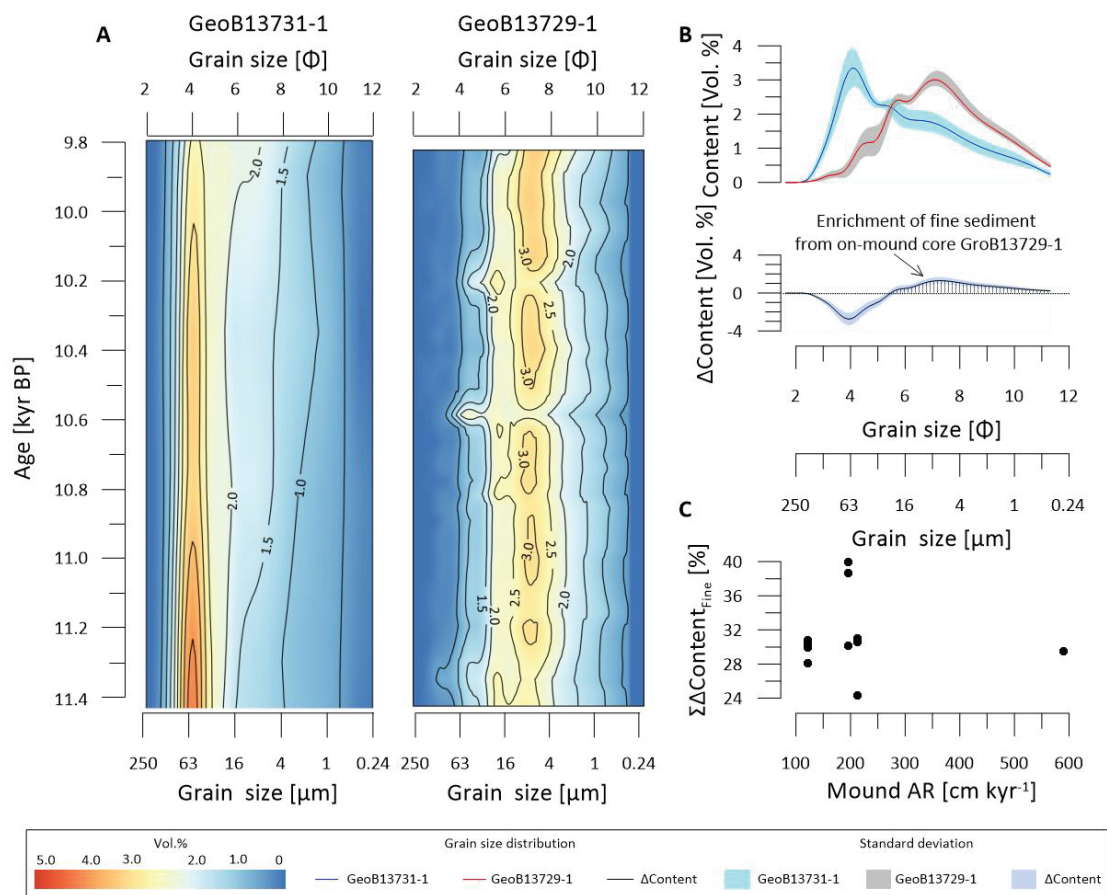 GeoB13731-1 GeoB13729-1
A
Grain size [Φ] Grain size [Φ]
2 4 6 8 10 12 2 4 6 8 10 12
Age [kyr BP]
9.8
10.0
10.2
10.4
10.6
10.8
11.0
11.2
11.4
2.0 1.5
2.0
1.5
1.0
3.0
2.0
2.0
2.5
3.0
3.0
3.0
2.5
1.5
2.0
2.5
2.0
250 63 16 4 1 0.24 250 63 16 4 1 0.24
Grain size [μm] Grain size [μm]
B
Content [Vol. %]
4
3
2
1
0
ΔContent [Vol. %]
Enrichment of fine sediment
from on-mound core GroB13729-1
4
0
-4
2 4 6 8 10 12
Grain size [Φ]
250 63 16 4 1 0.24
Grain size [μm]
C
ΣΔContentFine [%]
40
36
32
28
24
100 200 300 400 500 600
Mound AR [cm kyr-1]
Vol.% Grain size distribution Standard deviation
5.0 4.0 3.0 2.0 1.0 0
GeoB13731-1 GeoB13729-1 ΔContent GeoB13731-1 GeoB13729-1 ΔContent